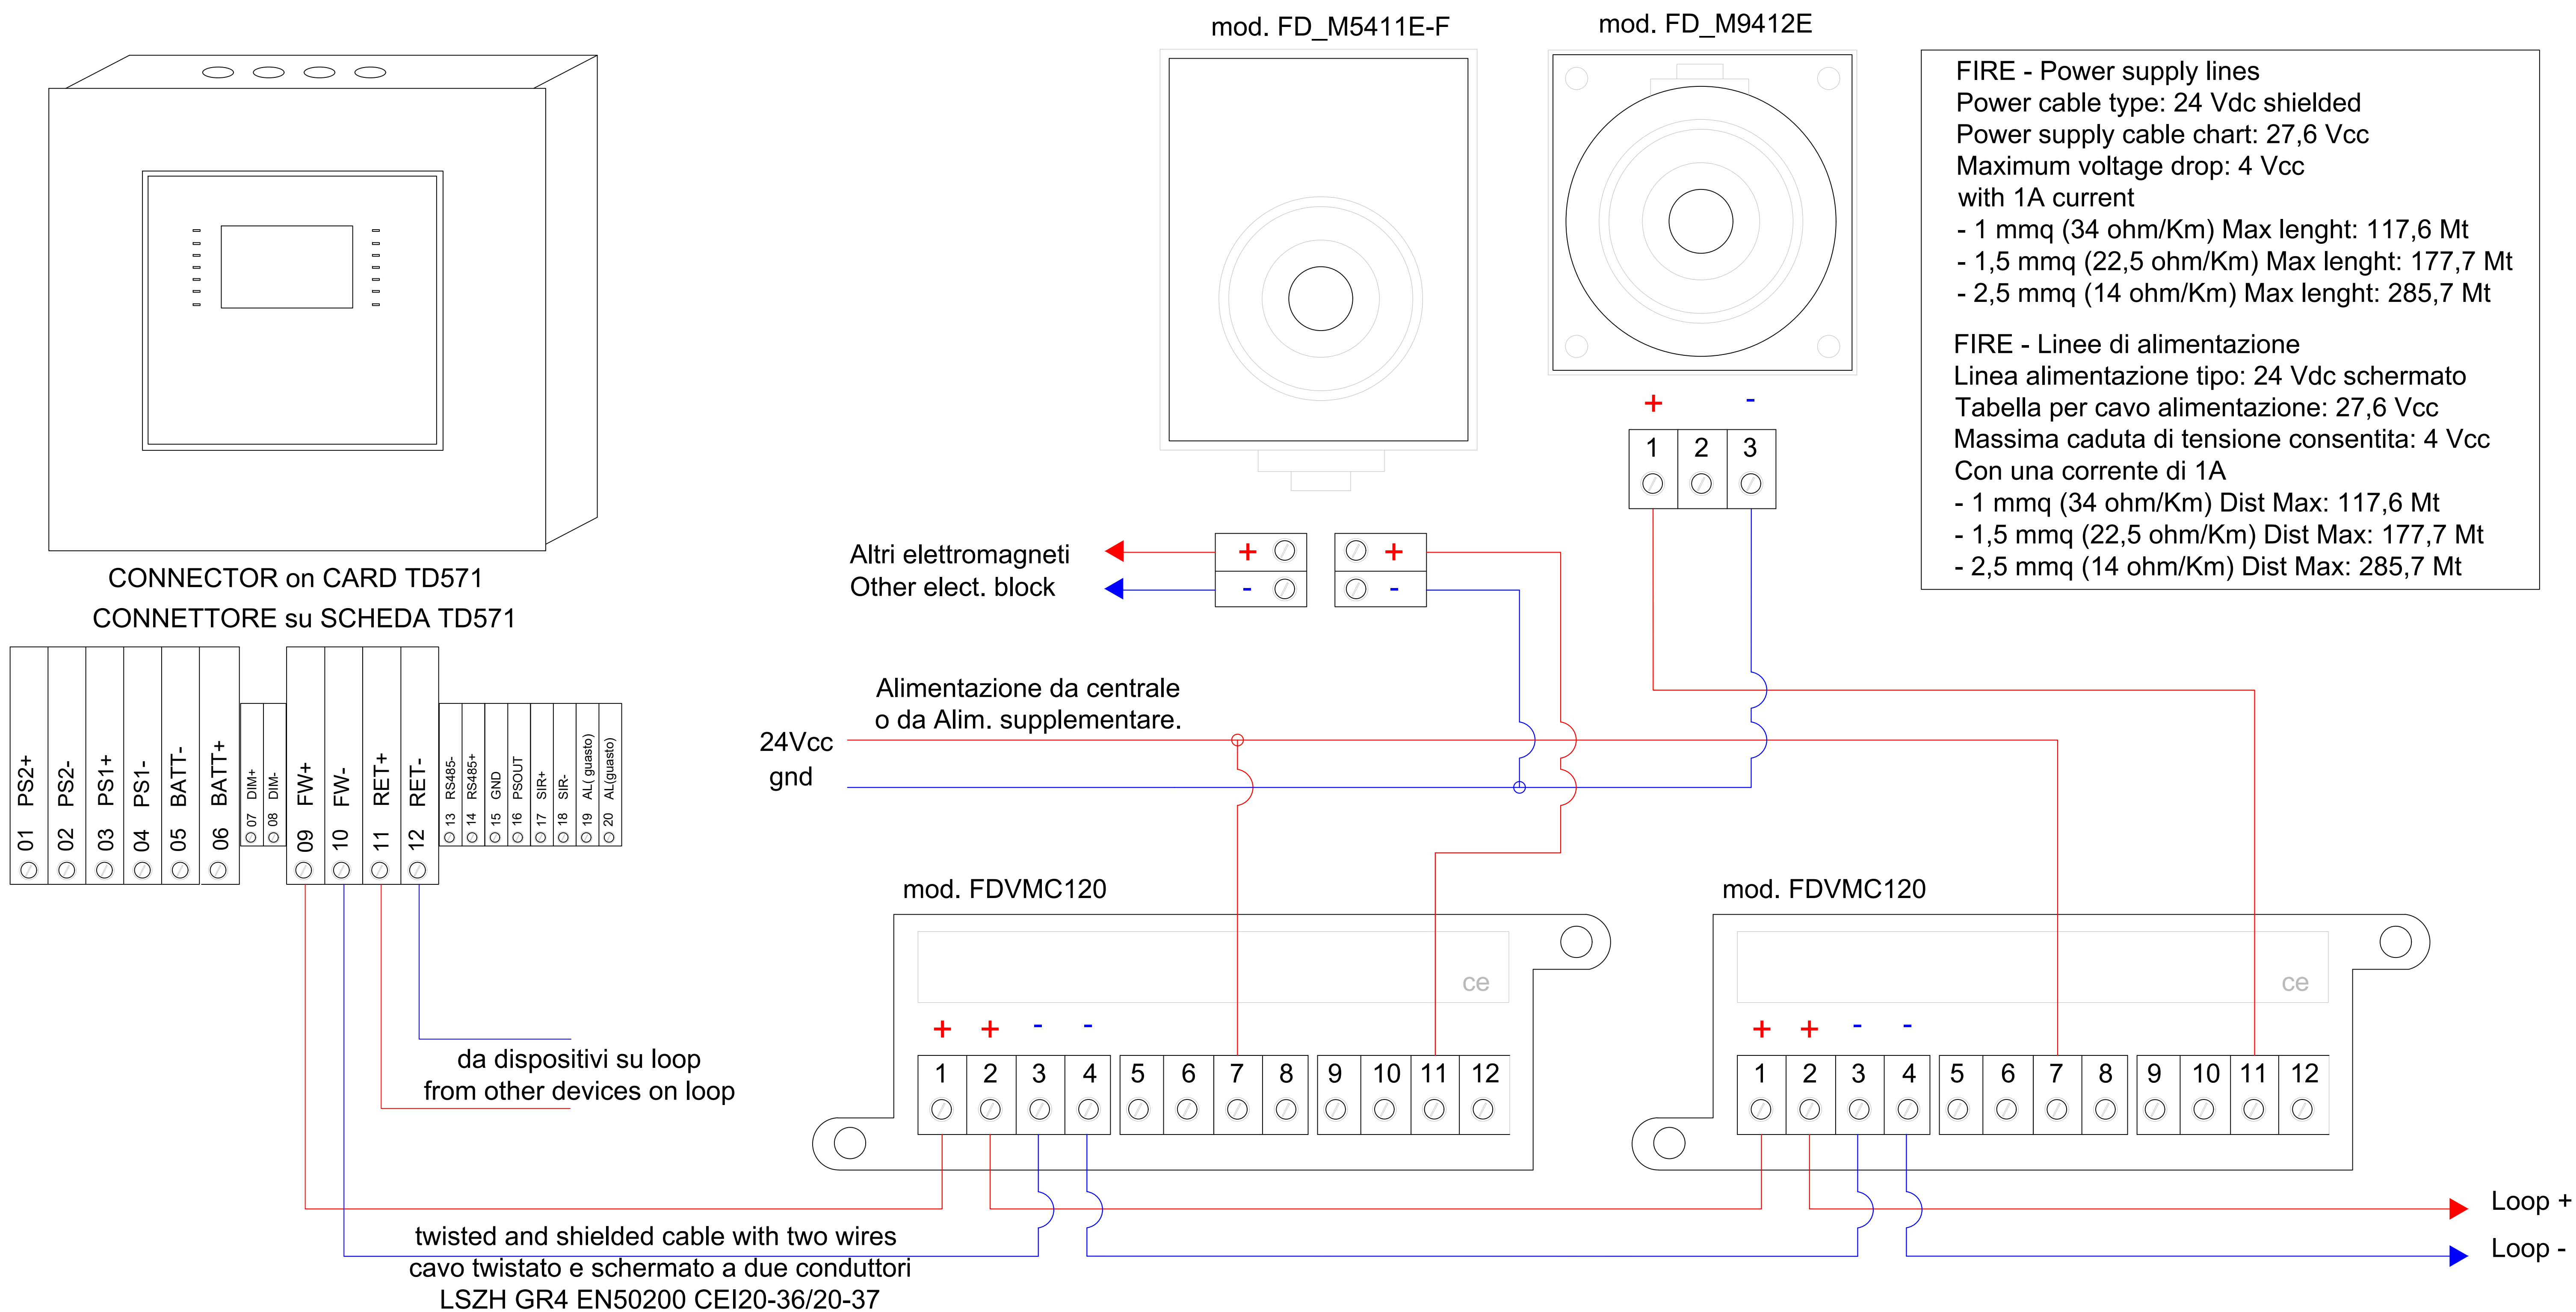 mod. FD_M5411E-F
mod. FD_M9412E
FIRE - Power supply lines
Power cable type: 24 Vdc shielded
Power supply cable chart: 27,6 Vcc
Maximum voltage drop: 4 Vcc
with 1A current
- 1 mmq (34 ohm/Km) Max lenght: 117,6 Mt
- 1,5 mmq (22,5 ohm/Km) Max lenght: 177,7 Mt
- 2,5 mmq (14 ohm/Km) Max lenght: 285,7 Mt
FIRE - Linee di alimentazione
Linea alimentazione tipo: 24 Vdc schermato
Tabella per cavo alimentazione: 27,6 Vcc
Massima caduta di tensione consentita: 4 Vcc
Con una corrente di 1A
- 1 mmq (34 ohm/Km) Dist Max: 117,6 Mt
- 1,5 mmq (22,5 ohm/Km) Dist Max: 177,7 Mt
- 2,5 mmq (14 ohm/Km) Dist Max: 285,7 Mt
+ -
1 2 3
Altri elettromagneti
Other elect. block
+ +
- -
CONNECTOR on CARD TD571
CONNETTORE su SCHEDA TD571
01 PS2+
02 PS2-
03 PS1+
04 PS1-
05 BATT-
06 BATT+
07 DIM+
08 DIM-
09 FW+
10 FW-
11 RET+
12 RET-
13 RS485-
14 RS485+
15 GND
16 PSOUT
17 SIR+
18 SIR-
19 AL( guasto)
20 AL(guasto)
Alimentazione da centrale
o da Alim. supplementare.
24Vcc
gnd
mod. FDVMC120
ce
+ + - -
1 2 3 4 5 6 7 8 9 10 11 12
mod. FDVMC120
ce
+ + - -
1 2 3 4 5 6 7 8 9 10 11 12
da dispositivi su loop
from other devices on loop
Loop +
Loop -
twisted and shielded cable with two wires
cavo twistato e schermato a due conduttori
LSZH GR4 EN50200 CEI20-36/20-37